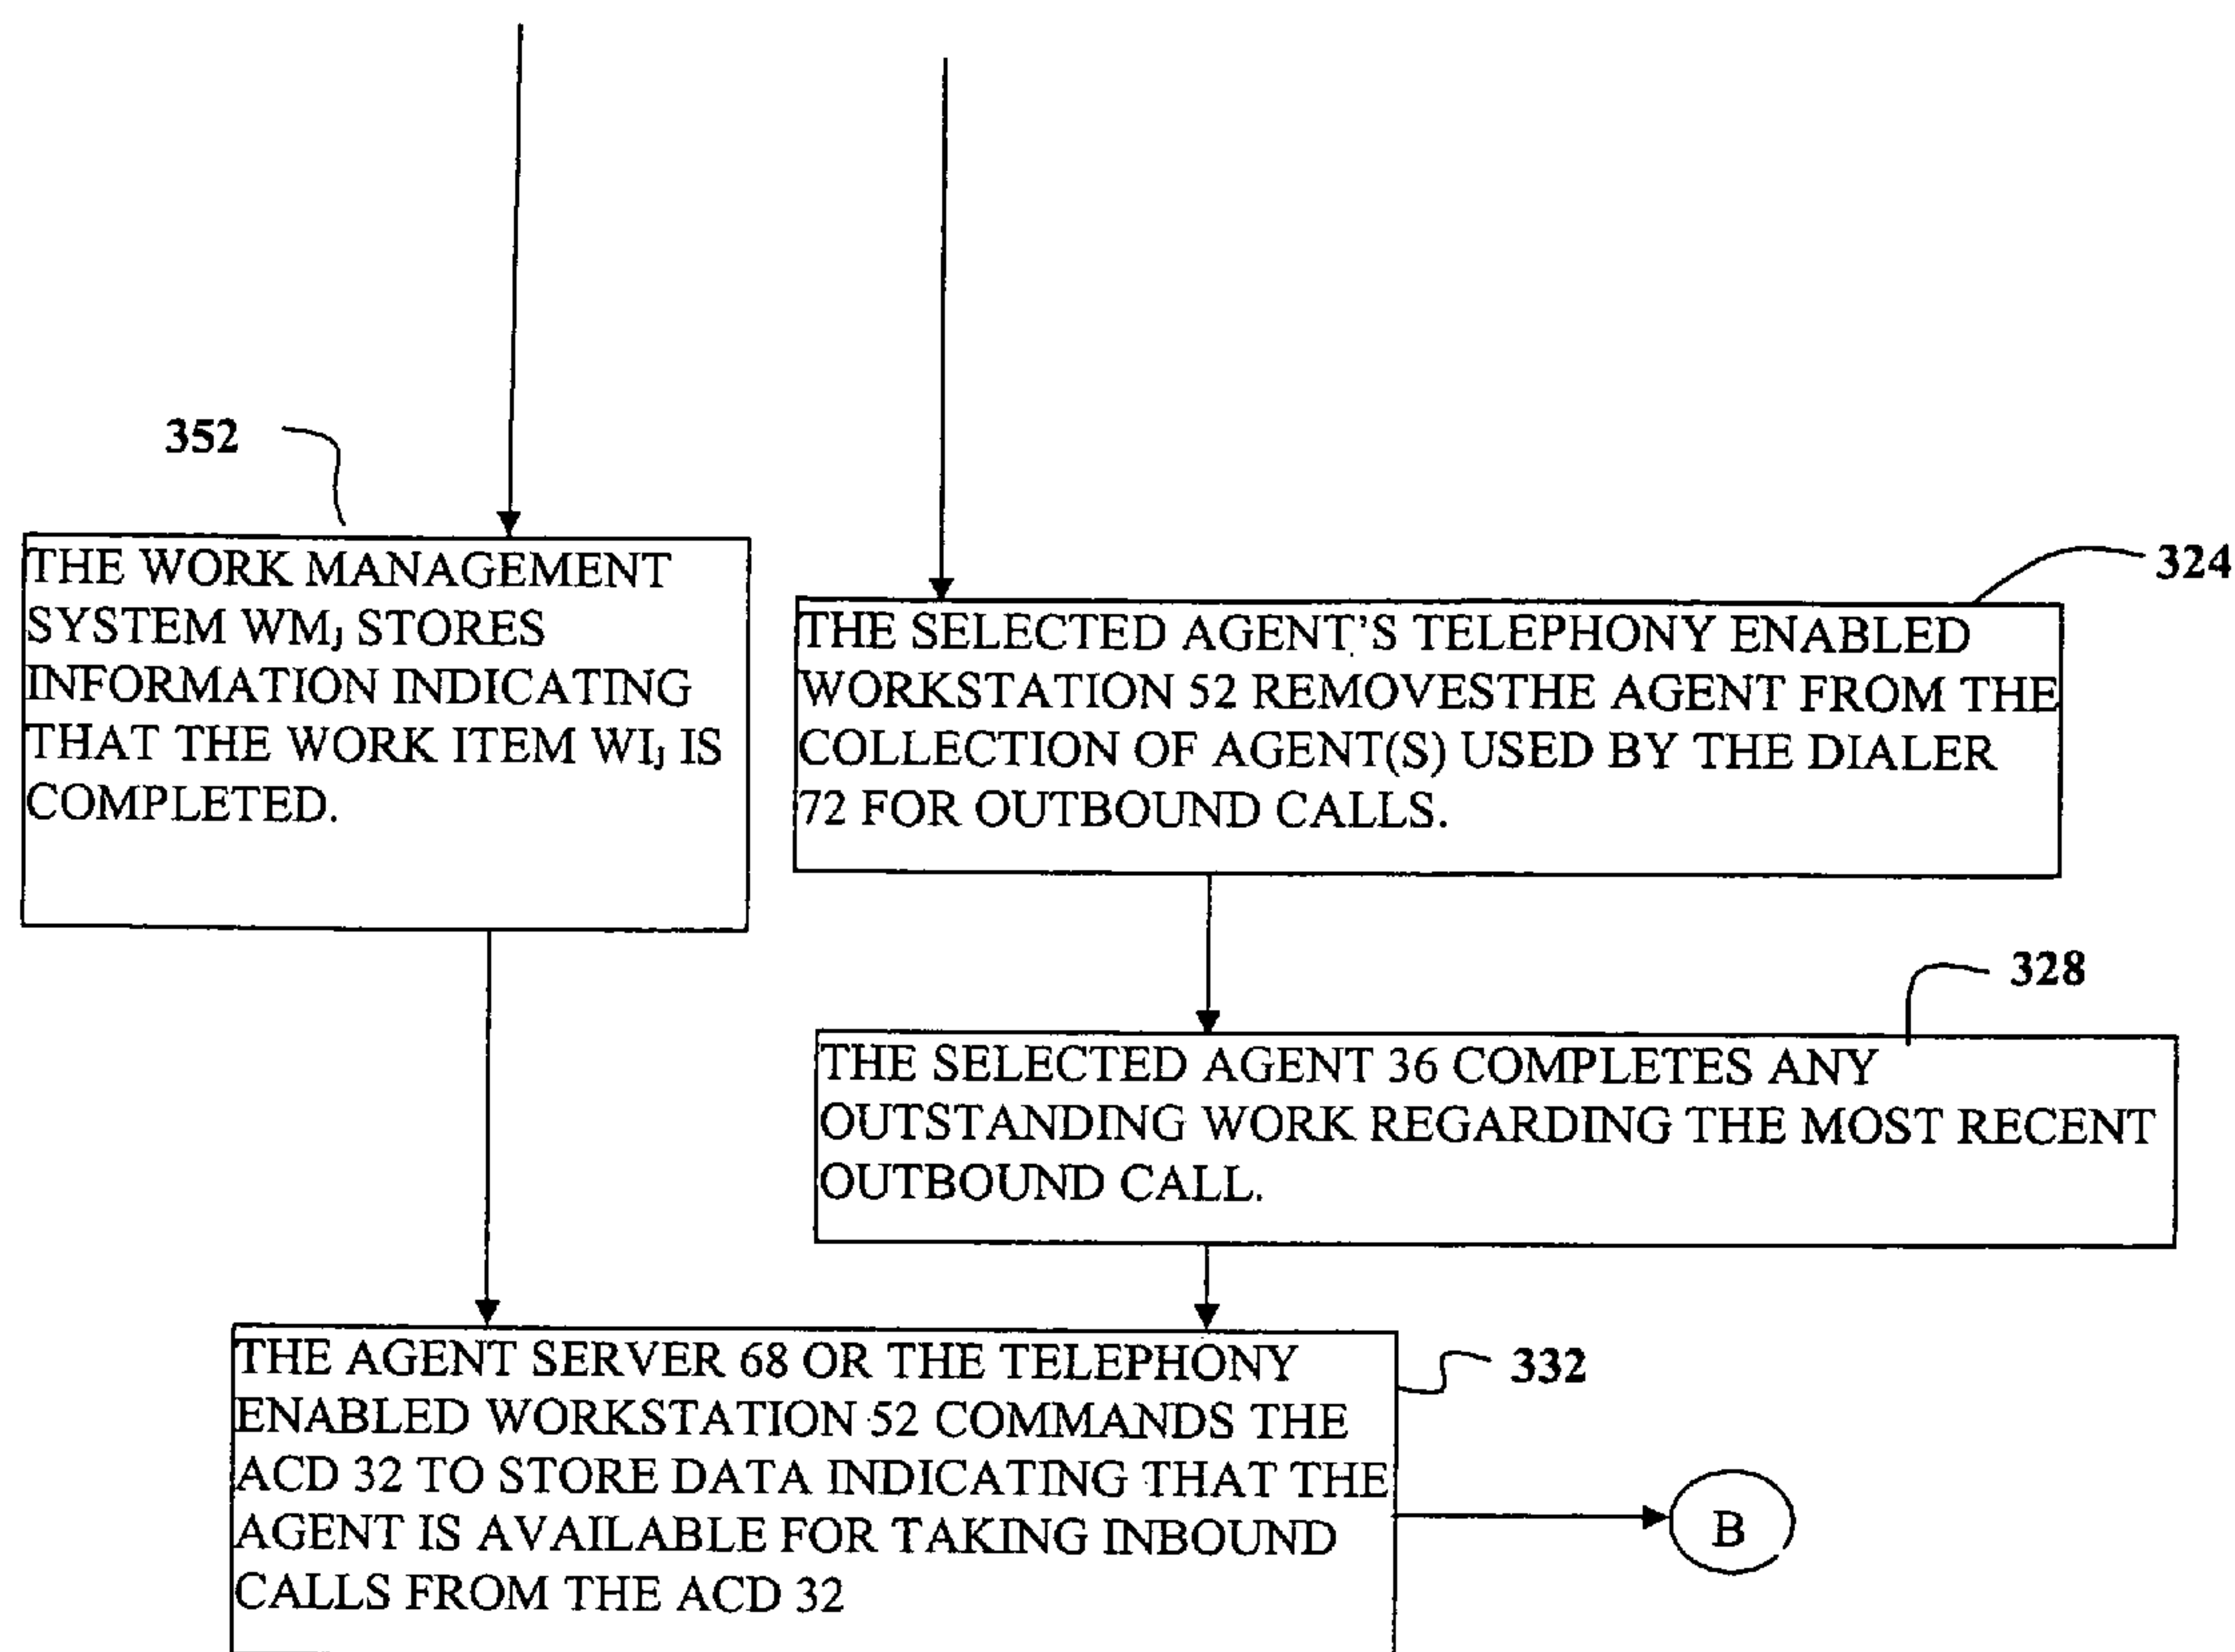 352
THE WORK MANAGEMENT
SYSTEM WMJ STORES
INFORMATION INDICATING
THAT THE WORK ITEM WIJ IS
COMPLETED.
324
THE SELECTED AGENT'S TELEPHONY ENABLED
WORKSTATION 52 REMOVESTHE AGENT FROM THE
COLLECTION OF AGENT(S) USED BY THE DIALER
72 FOR OUTBOUND CALLS.
328
THE SELECTED AGENT 36 COMPLETES ANY
OUTSTANDING WORK REGARDING THE MOST RECENT
OUTBOUND CALL.
332
THE AGENT SERVER 68 OR THE TELEPHONY
ENABLED WORKSTATION 52 COMMANDS THE
ACD 32 TO STORE DATA INDICATING THAT THE
AGENT IS AVAILABLE FOR TAKING INBOUND
CALLS FROM THE ACD 32
B